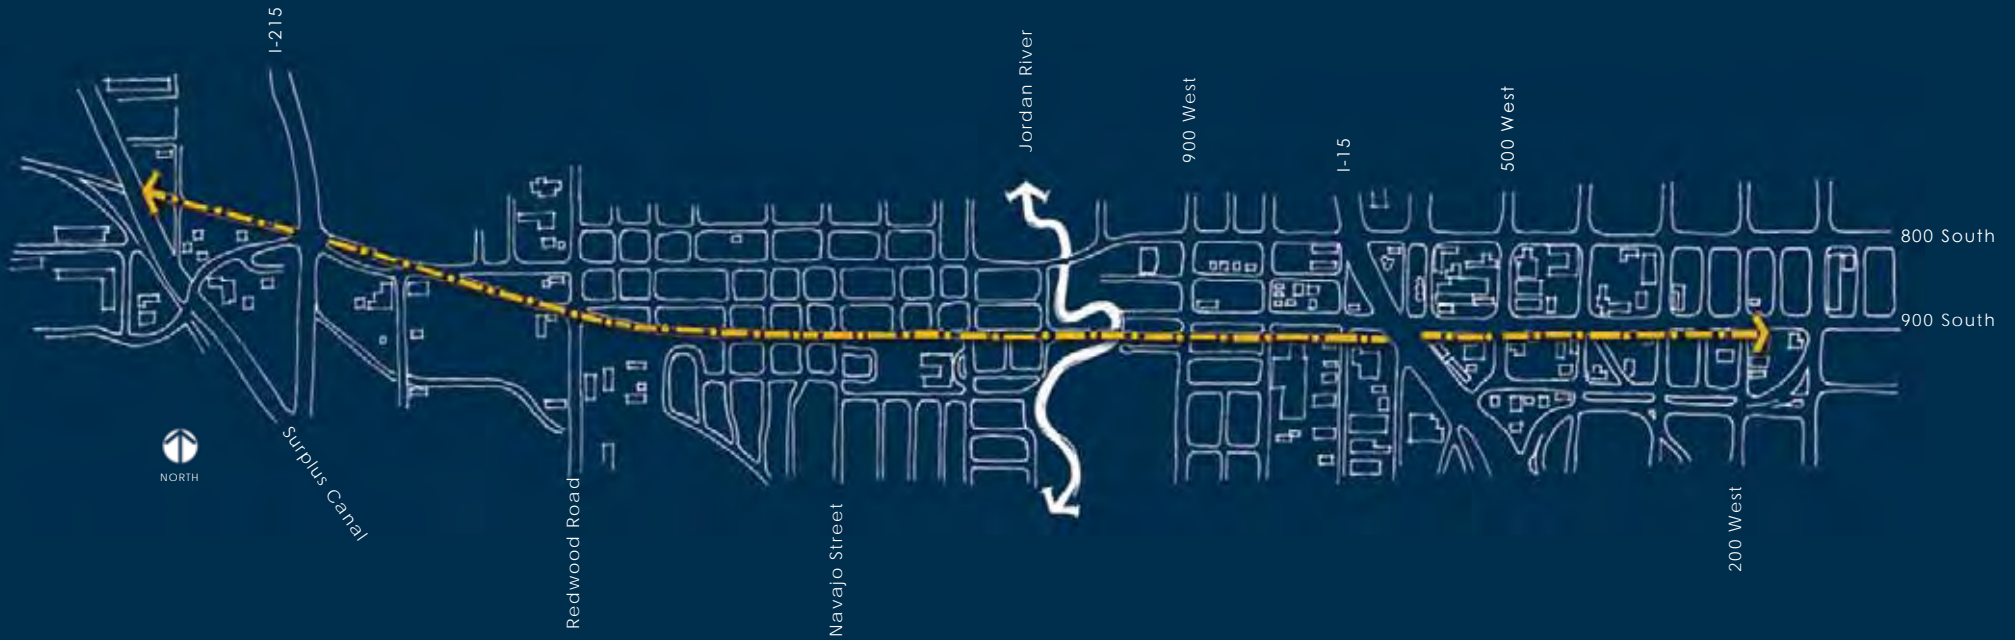 I-215
Jordan River
900 West
I-15
500 West
800 South
900 South
NORTH
Surplus Canal
Redwood Road
Navajo Street
200 West